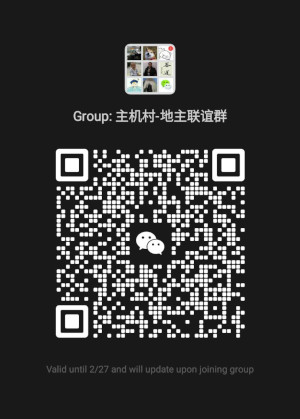 Group: 主机村-地主联谊群
Valid until 2/27 and will update upon joining group